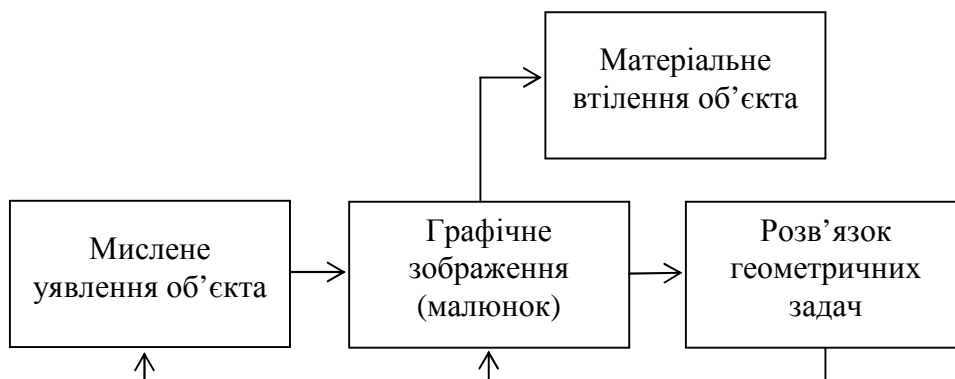 Матеріальне
втілення об’єкта
Мислене
уявлення об’єкта
Графічне
зображення
(малюнок)
Розв’язок
геометричних
задач